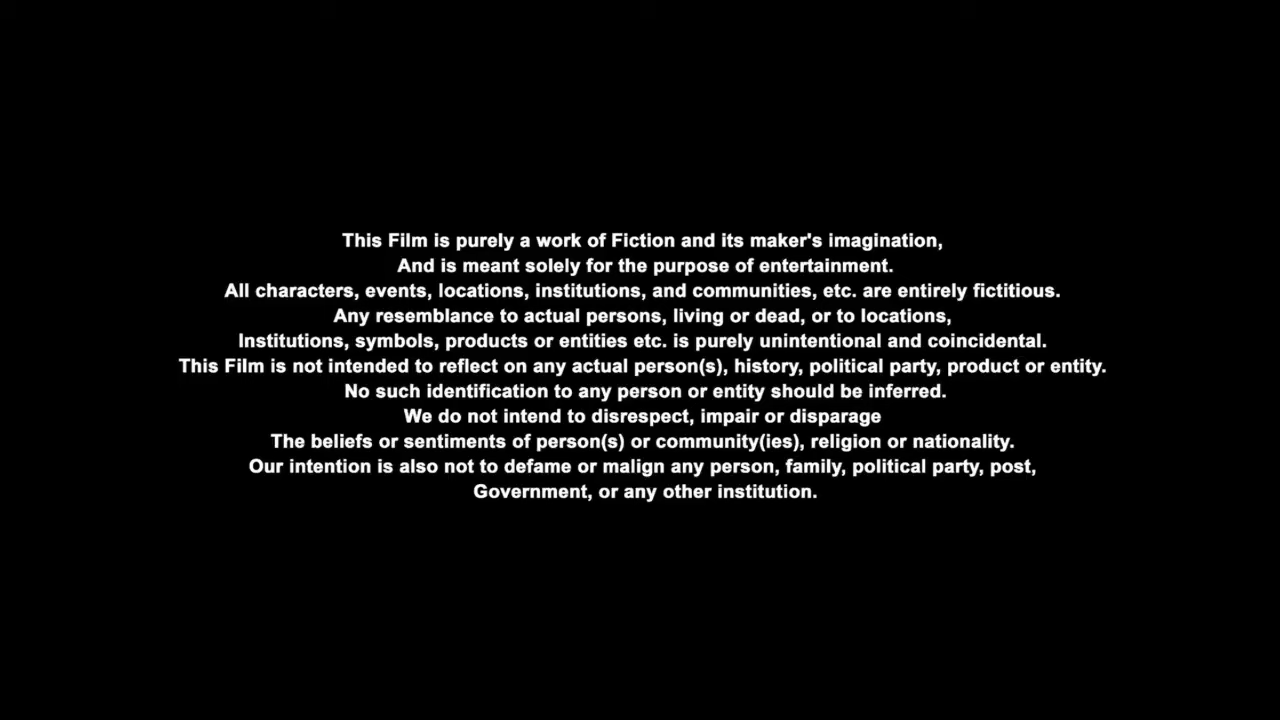 This Film is purely a work of Fiction and its maker's imagination,
And is meant solely for the purpose of entertainment.
All characters, events, locations, institutions, and communities, etc. are entirely fictitious.
Any resemblance to actual persons, living or dead, or to locations,
Institutions, symbols, products or entities etc. is purely unintentional and coincidental.
This Film is not intended to reflect on any actual person(s), history, political party, product or entity.
No such identification to any person or entity should be inferred.
We do not intend to disrespect, impair or disparage
The beliefs or sentiments of person(s) or community(ies), religion or nationality.
Our intention is also not to defame or malign any person, family, political party, post,
Government, or any other institution.